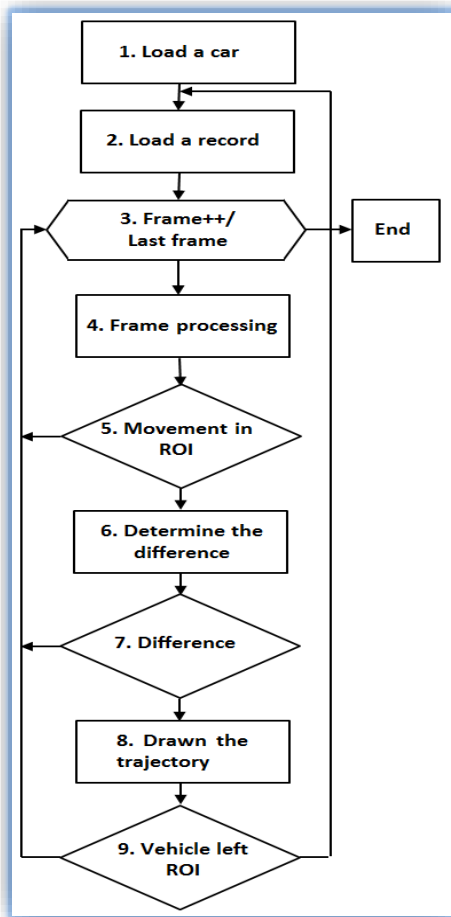 1. Load a car
2. Load a record
3. Frame++/
Last frame
End
4. Frame processing
5. Movement in
ROI
6. Determine the
difference
7. Difference
8. Drawn the
trajectory
9. Vehicle left
ROI